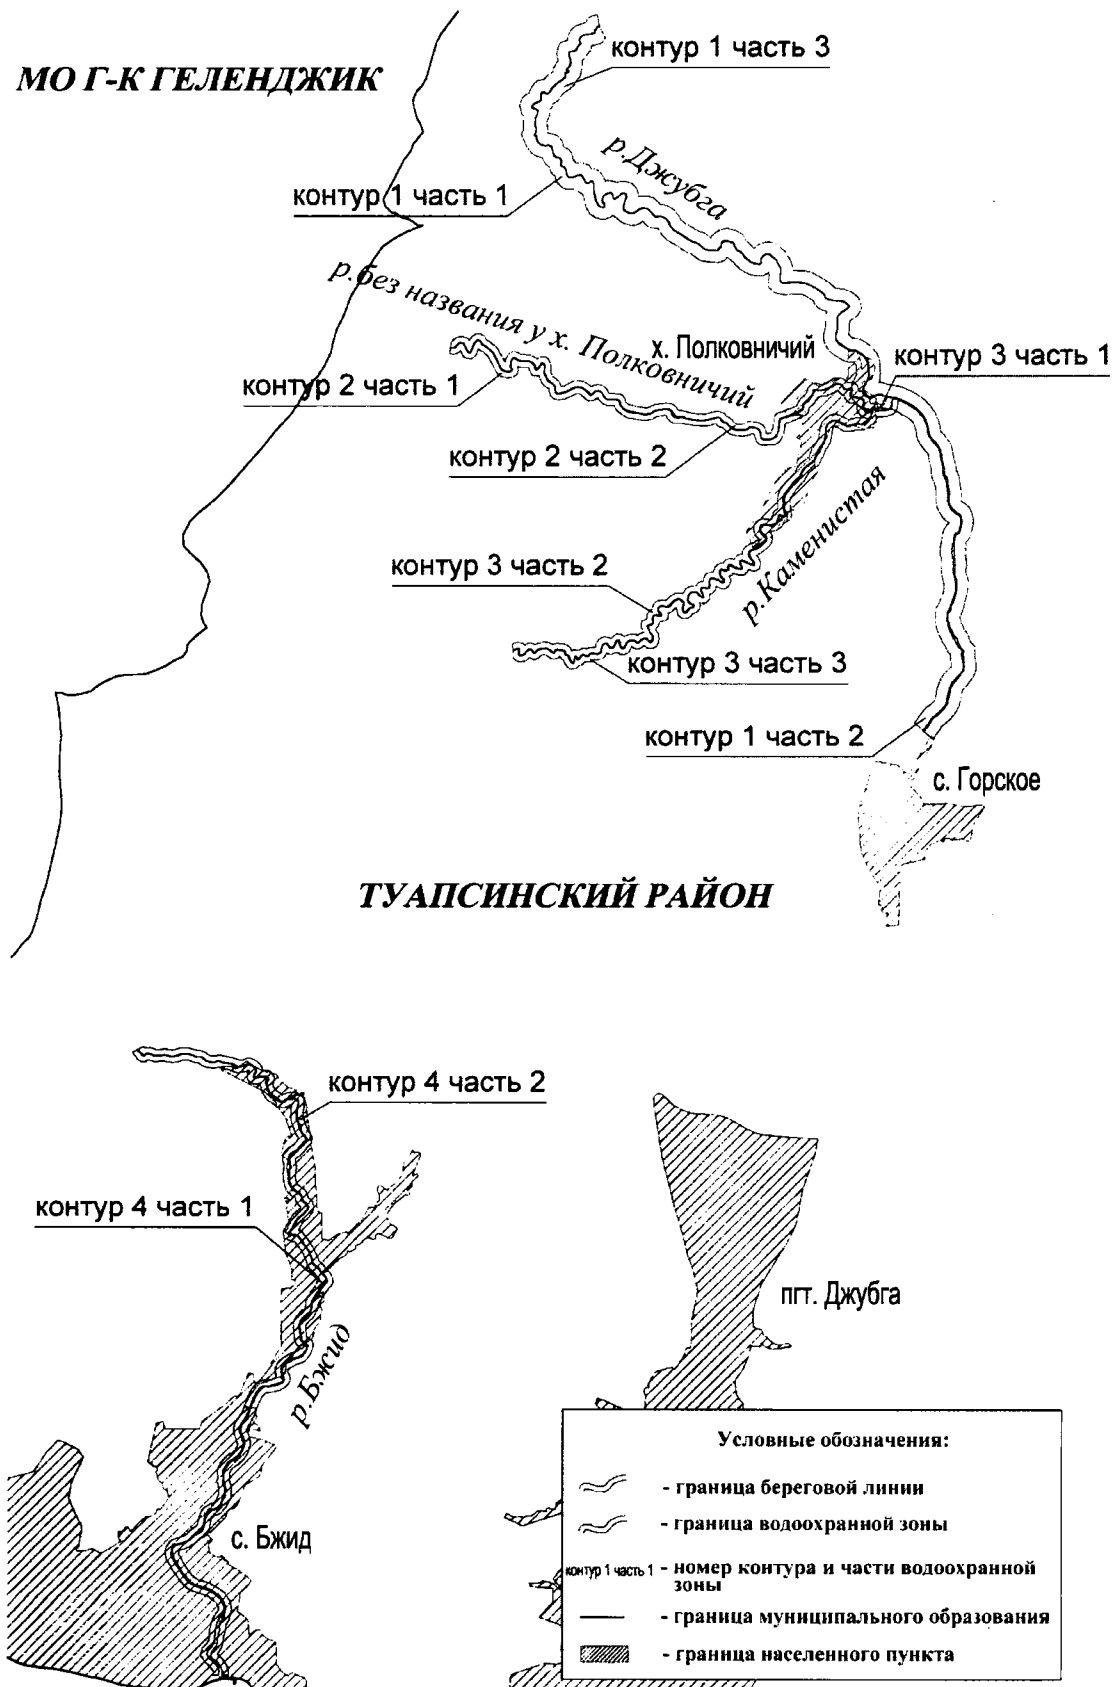 контур 1 часть 3
МО Г-К ГЕЛЕНДЖИК
р.Джубга
контур 1 часть 1
р.без названия у х. Полковничий
х. Полковничий
контур 3 часть 1
контур 2 часть 1
контур 2 часть 2
р.Каменистая
контур 3 часть 2
контур 3 часть 3
контур 1 часть 2
с. Горское
ТУАПСИНСКИЙ РАЙОН
контур 4 часть 2
контур 4 часть 1
пгт. Джубга
р.Бжид
с. Бжид
Условные обозначения:
- граница береговой линии
- граница водоохранной зоны
контур 1 часть 1 - номер контура и части водоохранной
зоны
- граница муниципального образования
- граница населенного пункта